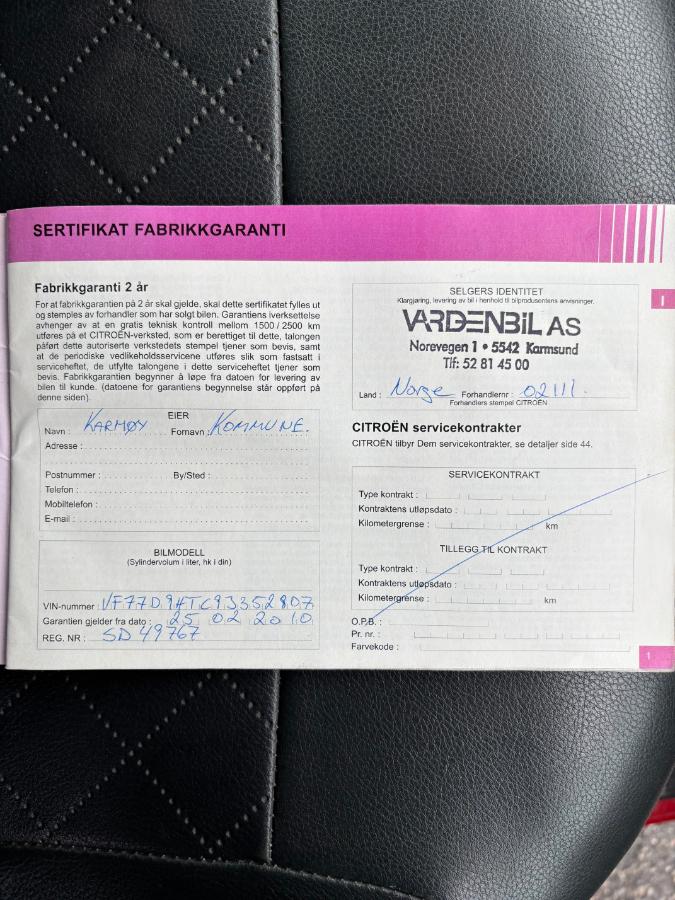 SERTIFIKAT FABRIKKGARANTI
Fabrikkgaranti 2 år
For at fabrikkgarantien på 2 år skal gjelde, skal dette sertifikatet fylles ut
og stemples av forhandler som har solgt bilen. Garantiens iverksettelse
avhenger av at en gratis teknisk kontroll mellom 1500 / 2500 km
utføres på et CITROËN-verksted, som er berettiget til dette, talongen
påført dette autoriserte verkstedets stempel tjener som bevis, samt
at de periodiske vedlikeholdsservicene utføres slik som fastsatt i
serviceheftet, de utfylte talongene i dette serviceheftet tjener som
bevis. Fabrikkgarantien begynner å løpe fra datoen for levering av
bilen til kunde. (datoene for garantiens begynnelse står oppført på
denne siden).
EIER
Navn : KARMØY Fornavn : KOMMUNE.
Adresse :
Postnummer : By/Sted :
Telefon :
Mobiltelefon :
E-mail :
BILMODELL
(Sylindervolum i liter, hk i din)
VIN-nummer : VF77D9HTC93352807
Garantien gjelder fra dato : 25 02 2010
REG. NR : SD 49767
SELGERS IDENTITET
Klargjøring, levering av bil i henhold til bilprodusentens anvisninger.
VARDENBIL AS
Norevegen 1 • 5542 Karmsund
Tlf: 52 81 45 00
Land : Norge Forhandlernr : 02111.
Forhandlers stempel CITROËN
I
CITROËN servicekontrakter
CITROËN tilbyr Dem servicekontrakter, se detaljer side 44.
SERVICEKONTRAKT
Type kontrakt :
Kontraktens utløpsdato :
Kilometergrense : km
TILLEGG TIL KONTRAKT
Type kontrakt :
Kontraktens utløpsdato :
Kilometergrense : km
O.P.B. :
Pr. nr. :
Farvekode :
1